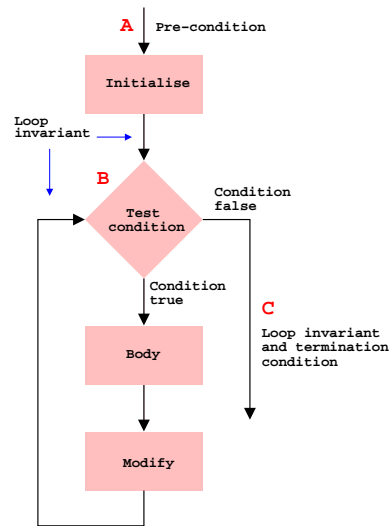 A
Pre-condition
Initialise
Loop
invariant
B
Test
condition
Condition
false
Condition
true
C
Loop invariant
and termination
condition
Body
Modify